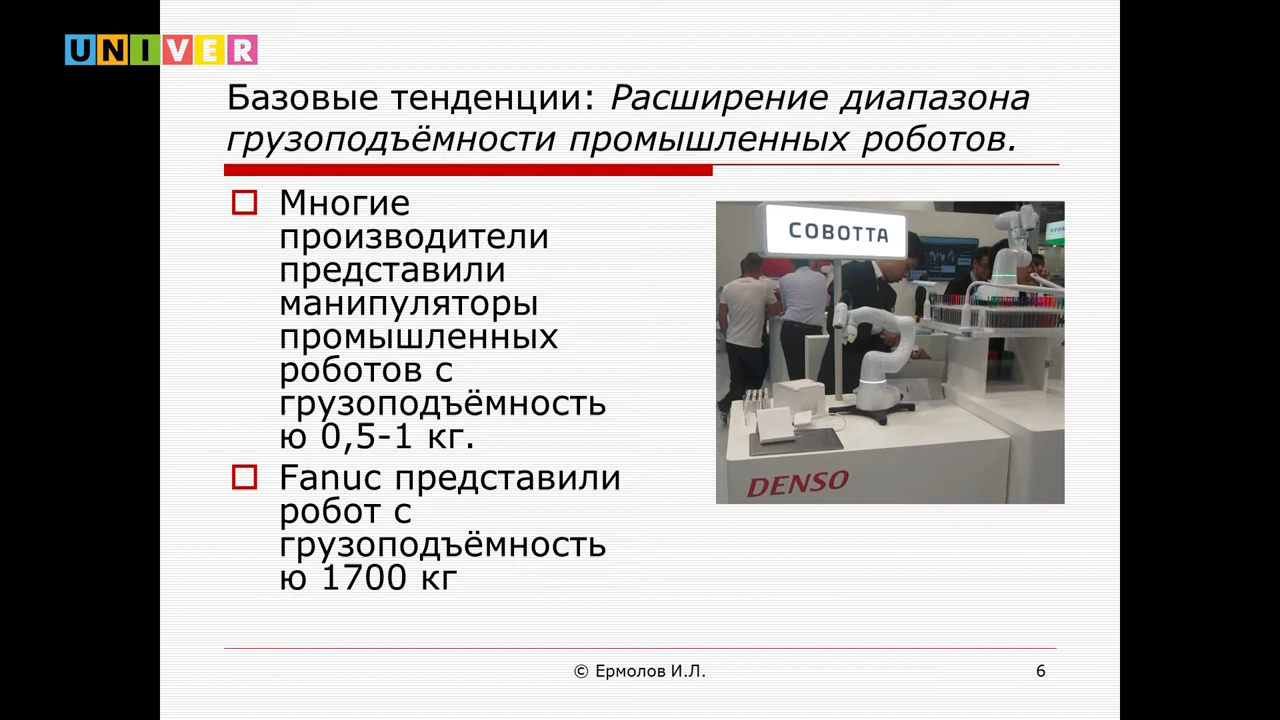 UNIVER
Базовые тенденции: Расширение диапазона
грузоподъёмности промышленных роботов.
Многие
производители
представили
манипуляторы
промышленных
роботов с
грузоподъёмность
ю 0,5-1 кг.
Fanuc представили
робот с
грузоподъёмность
ю 1700 кг
COBOTTA
DENSO
© Ермолов И.Л.
6